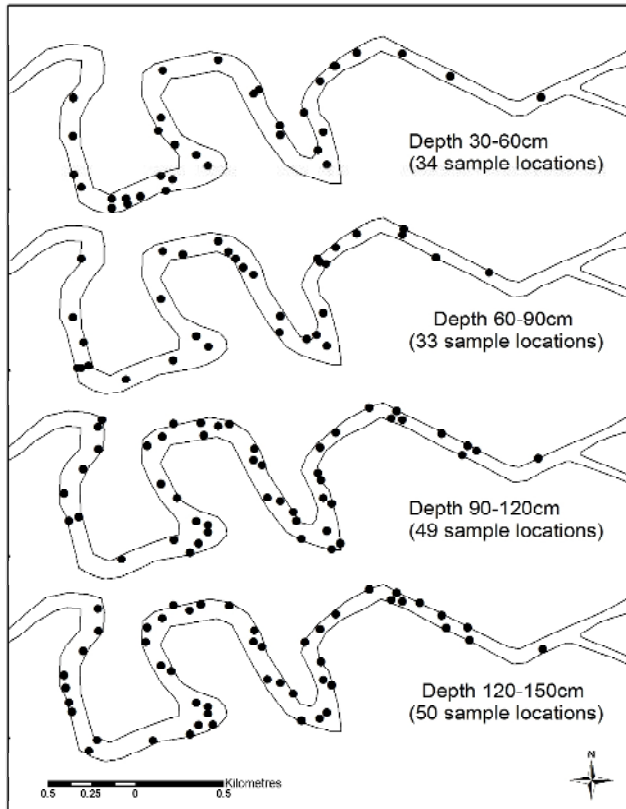 Depth 30-60cm
(34 sample locations)
Depth 60-90cm
(33 sample locations)
Depth 90-120cm
(49 sample locations)
Depth 120-150cm
(50 sample locations)
N
Kilometres
0.5 0.25 0 0.5